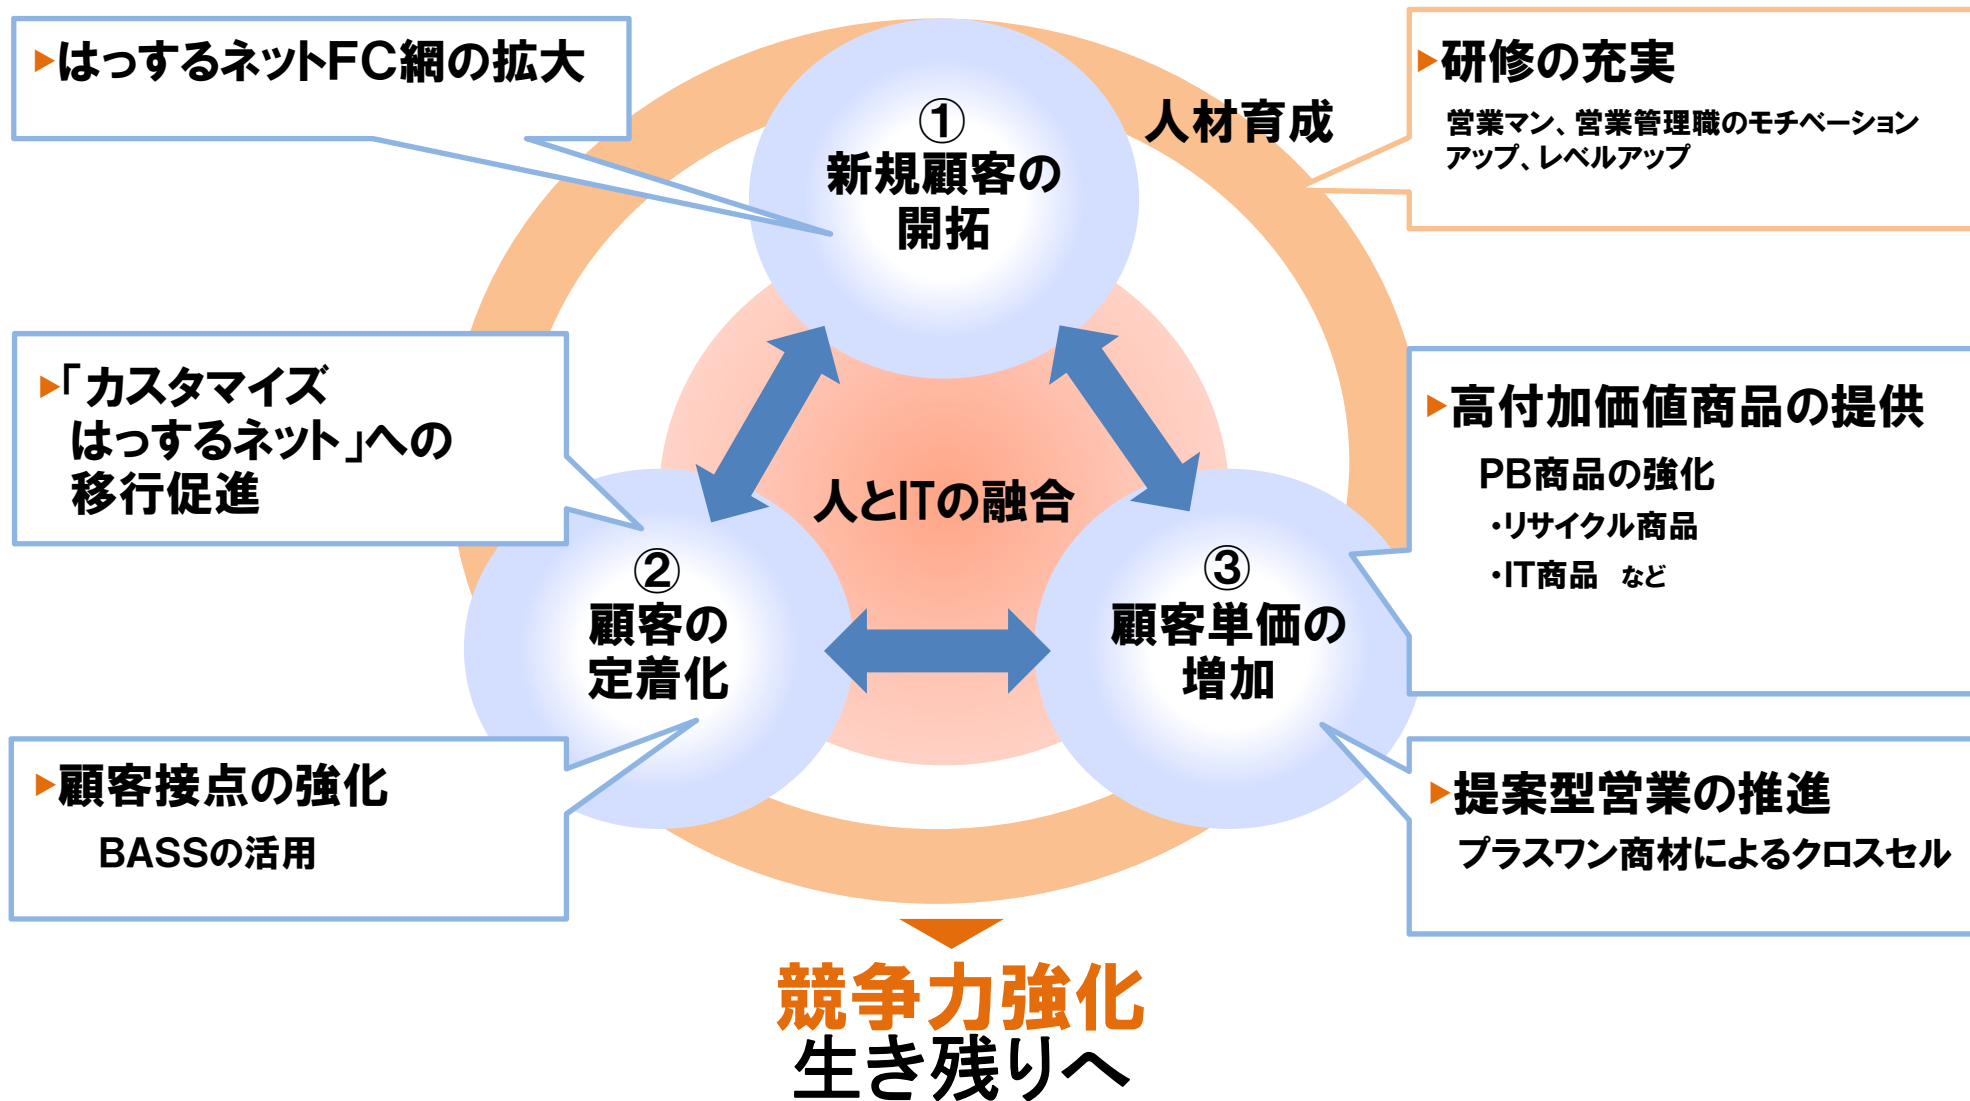 ▶はっするネットFC網の拡大
①
新規顧客の
開拓
人材育成
▶研修の充実
営業マン、営業管理職のモチベーション
アップ、レベルアップ
▶「カスタマイズ
はっするネット」への
移行促進
人とITの融合
▶高付加価値商品の提供
PB商品の強化
・リサイクル商品
・IT商品 など
②
顧客の
定着化
③
顧客単価の
増加
▶顧客接点の強化
BASSの活用
▶提案型営業の推進
プラスワン商材によるクロスセル
競争力強化
生き残りへ